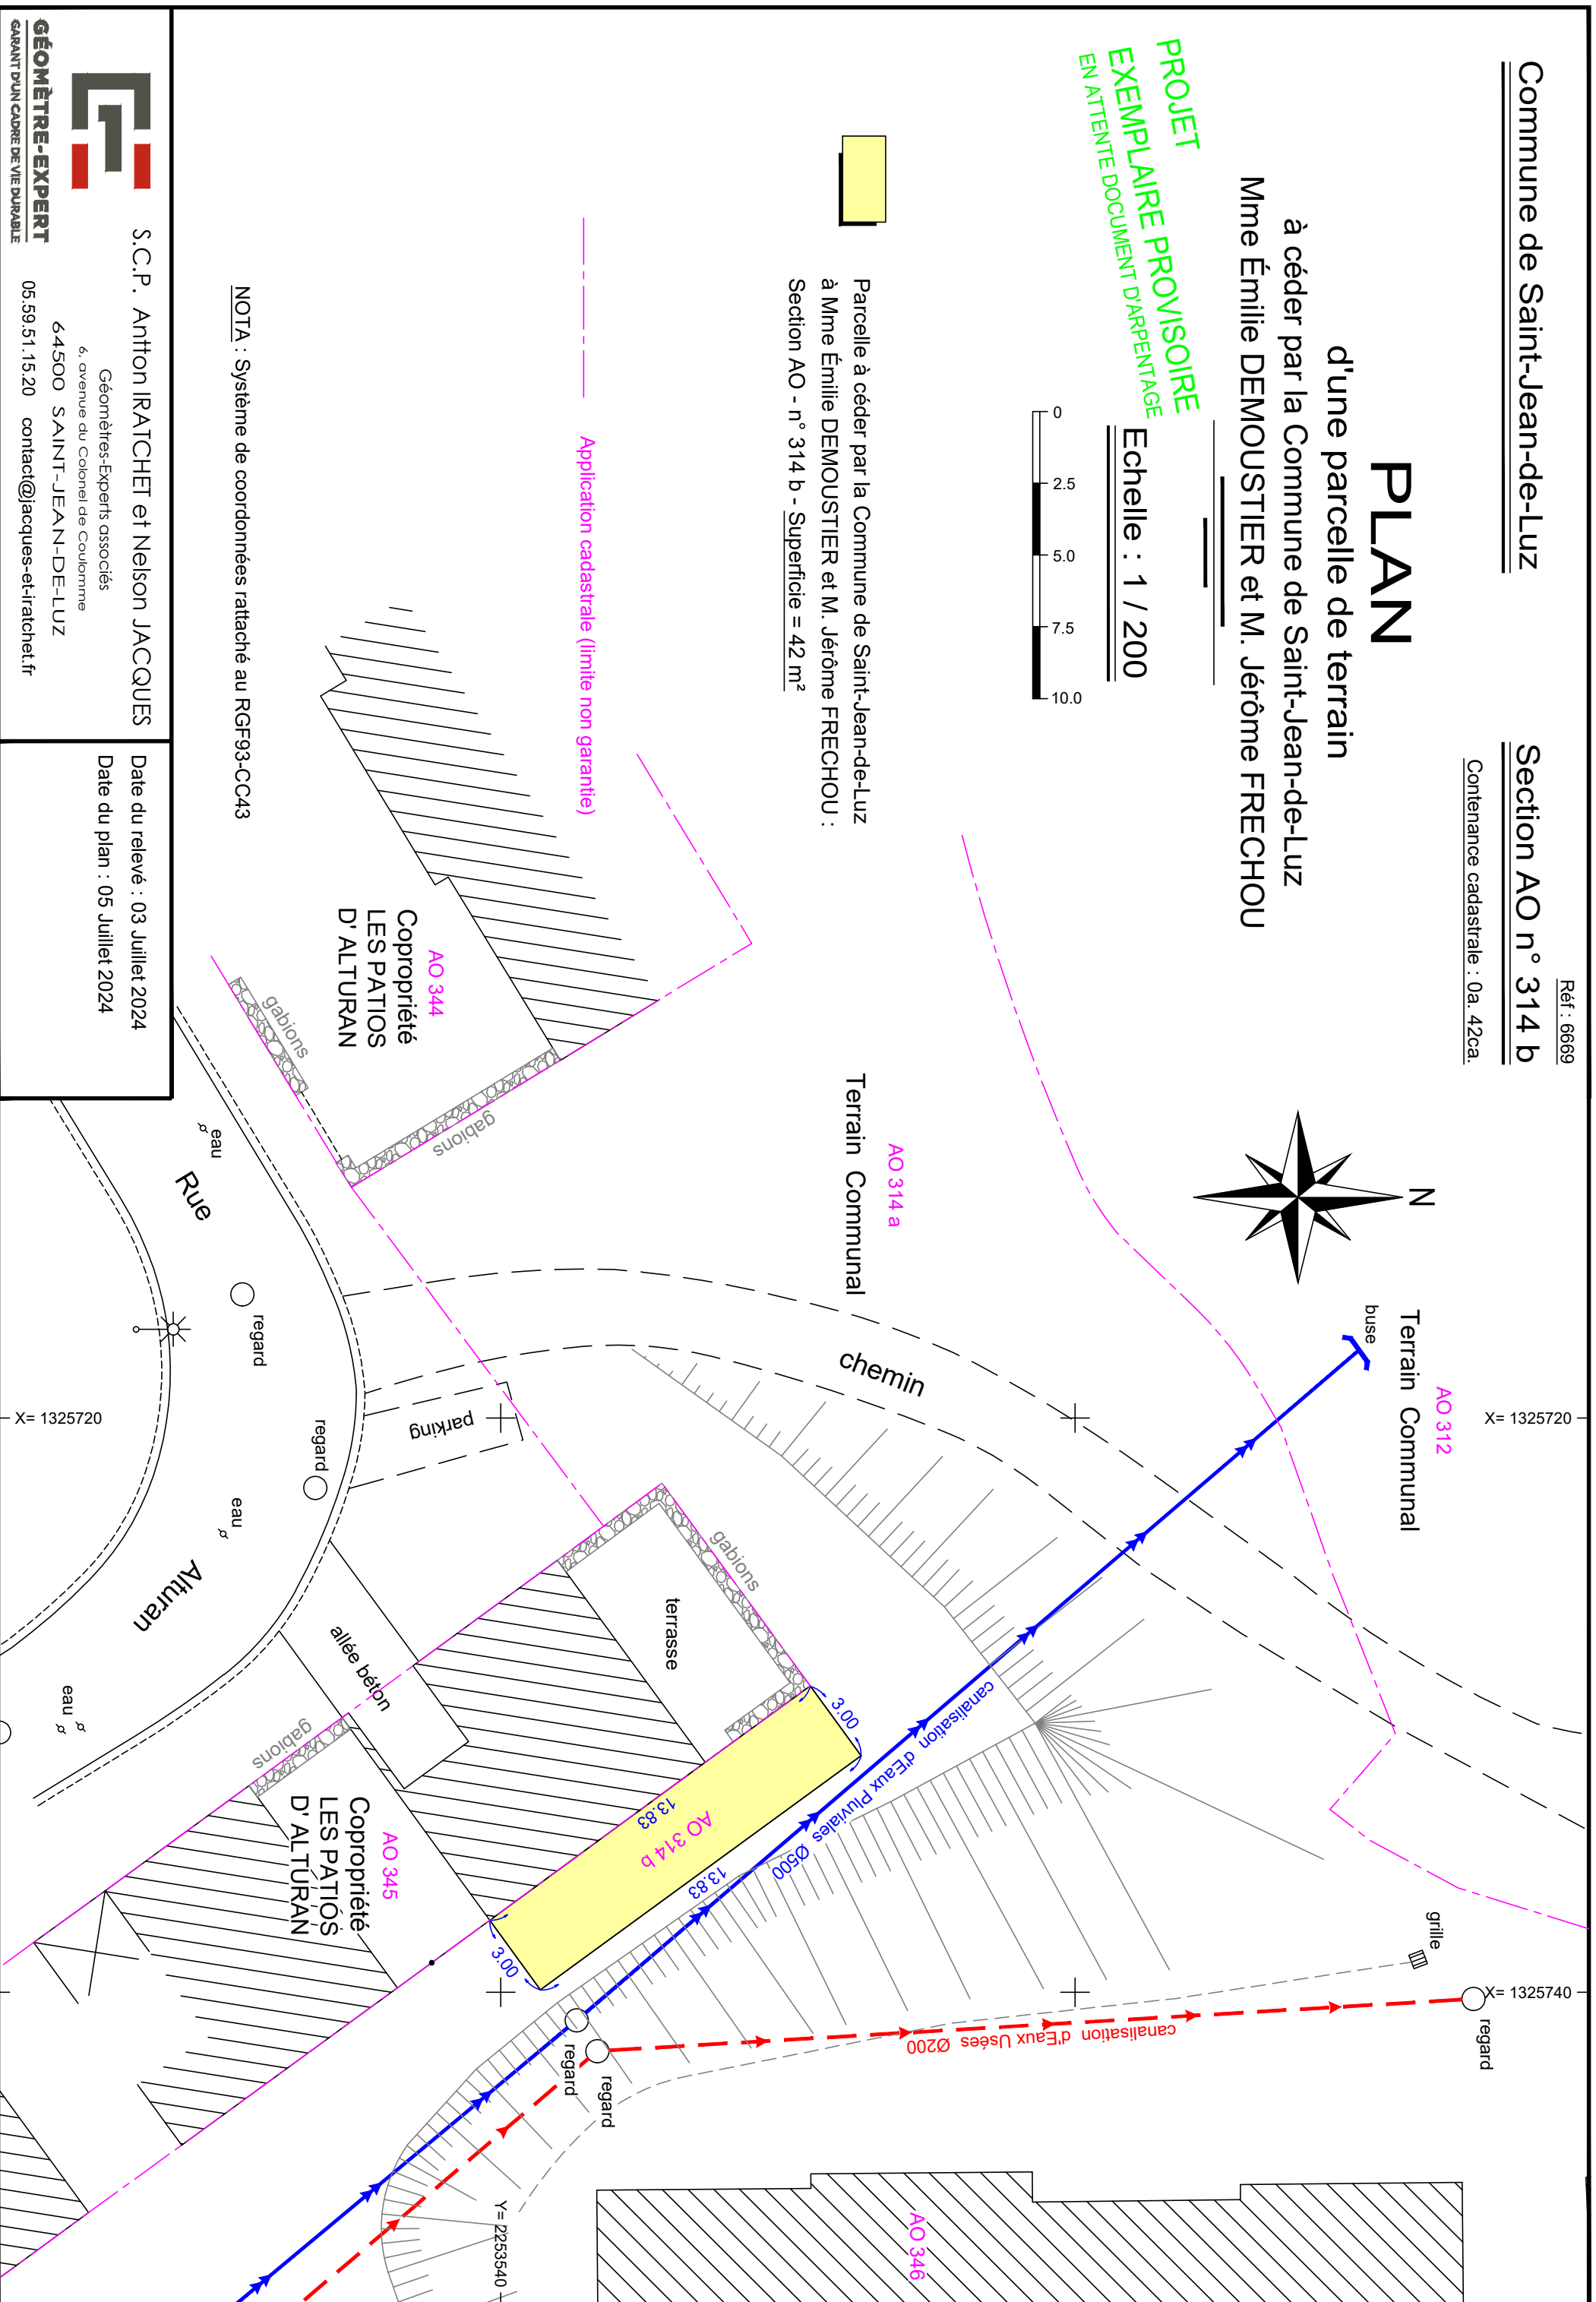 Commune de Saint-Jean-de-Luz
Réf : 6669
Section AO n° 314 b
Contenance cadastrale : 0a. 42ca.
PLAN
d'une parcelle de terrain
à céder par la Commune de Saint-Jean-de-Luz
Mme Émilie DEMOUSTIER et M. Jérôme FRECHOU
PROJET
EXEMPLAIRE PROVISOIRE
EN ATTENTE DOCUMENT D'ARPENTAGE
Echelle : 1 / 200
0 2.5 5.0 7.5 10.0
Parcelle à céder par la Commune de Saint-Jean-de-Luz
à Mme Émilie DEMOUSTIER et M. Jérôme FRECHOU :
Section AO - n° 314 b - Superficie = 42 m²
Application cadastrale (limite non garantie)
NOTA : Système de coordonnées rattaché au RGF93-CC43
S.C.P. Antton IRATCHET et Nelson JACQUES
Géomètres-Experts associés
6, avenue du Colonel de Coulomme
64500 SAINT-JEAN-DE-LUZ
05.59.51.15.20 contact@jacques-et-iratchet.fr
GÉOMÈTRE-EXPERT
GARANT D'UN CADRE DE VIE DURABLE
Date du relevé : 03 Juillet 2024
Date du plan : 05 Juillet 2024
N
X= 1325720
X= 1325740
AO 312
Terrain Communal
buse
grille
regard
AO 314 a
Terrain Communal
chemin
canalisation d'Eaux Pluviales Ø500
canalisation d'Eaux Usées Ø200
AO 344
Copropriété
LES PATIOS
D' ALTURAN
gabions
gabions
parking
gabions
terrasse
3.00
13.83
AO 314 b
13.83
3.00
allée béton
gabions
AO 345
Copropriété
LES PATIOS
D' ALTURAN
regard
regard
AO 346
Y= 2253540
eau
Rue
regard
regard
eau
Alturan
eau
X= 1325720